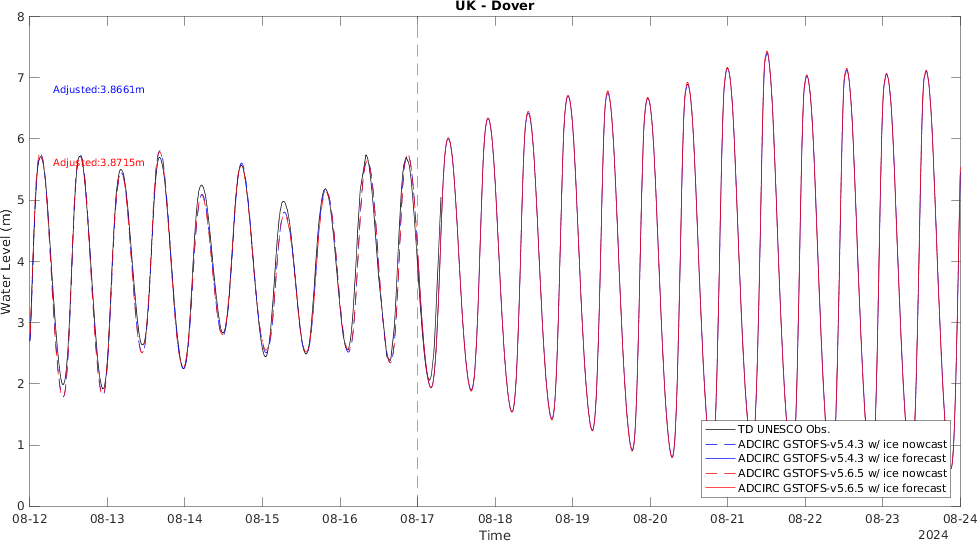 UK - Dover
8
7
6
5
4
3
2
1
0
Water Level (m)
Adjusted:3.8661m
Adjusted:3.8715m
TD UNESCO Obs.
ADCIRC GSTOFS-v5.4.3 w/ ice nowcast
ADCIRC GSTOFS-v5.4.3 w/ ice forecast
ADCIRC GSTOFS-v5.6.5 w/ ice nowcast
ADCIRC GSTOFS-v5.6.5 w/ ice forecast
08-12 08-13 08-14 08-15 08-16 08-17 08-18 08-19 08-20 08-21 08-22 08-23 08-24
Time
2024